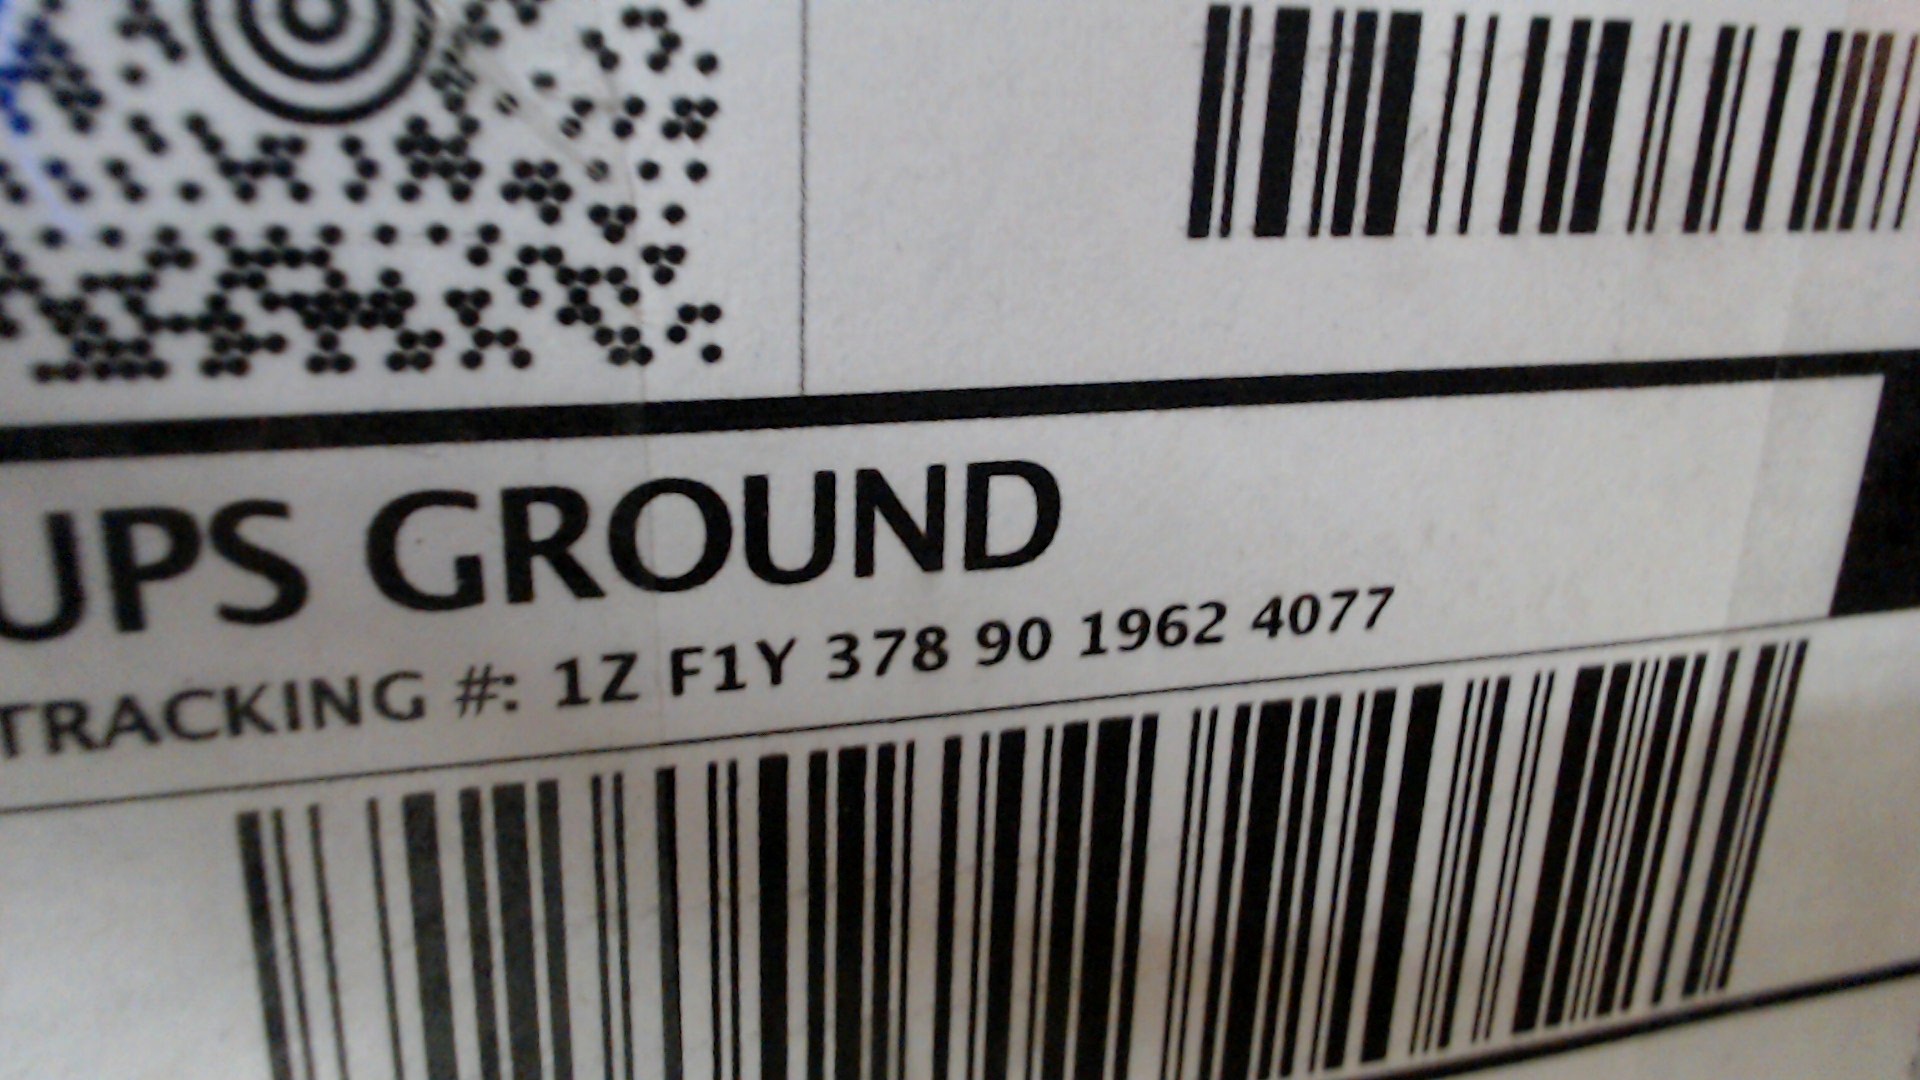 UPS GROUND
TRACKING #: 1Z F1Y 378 90 1962 4077